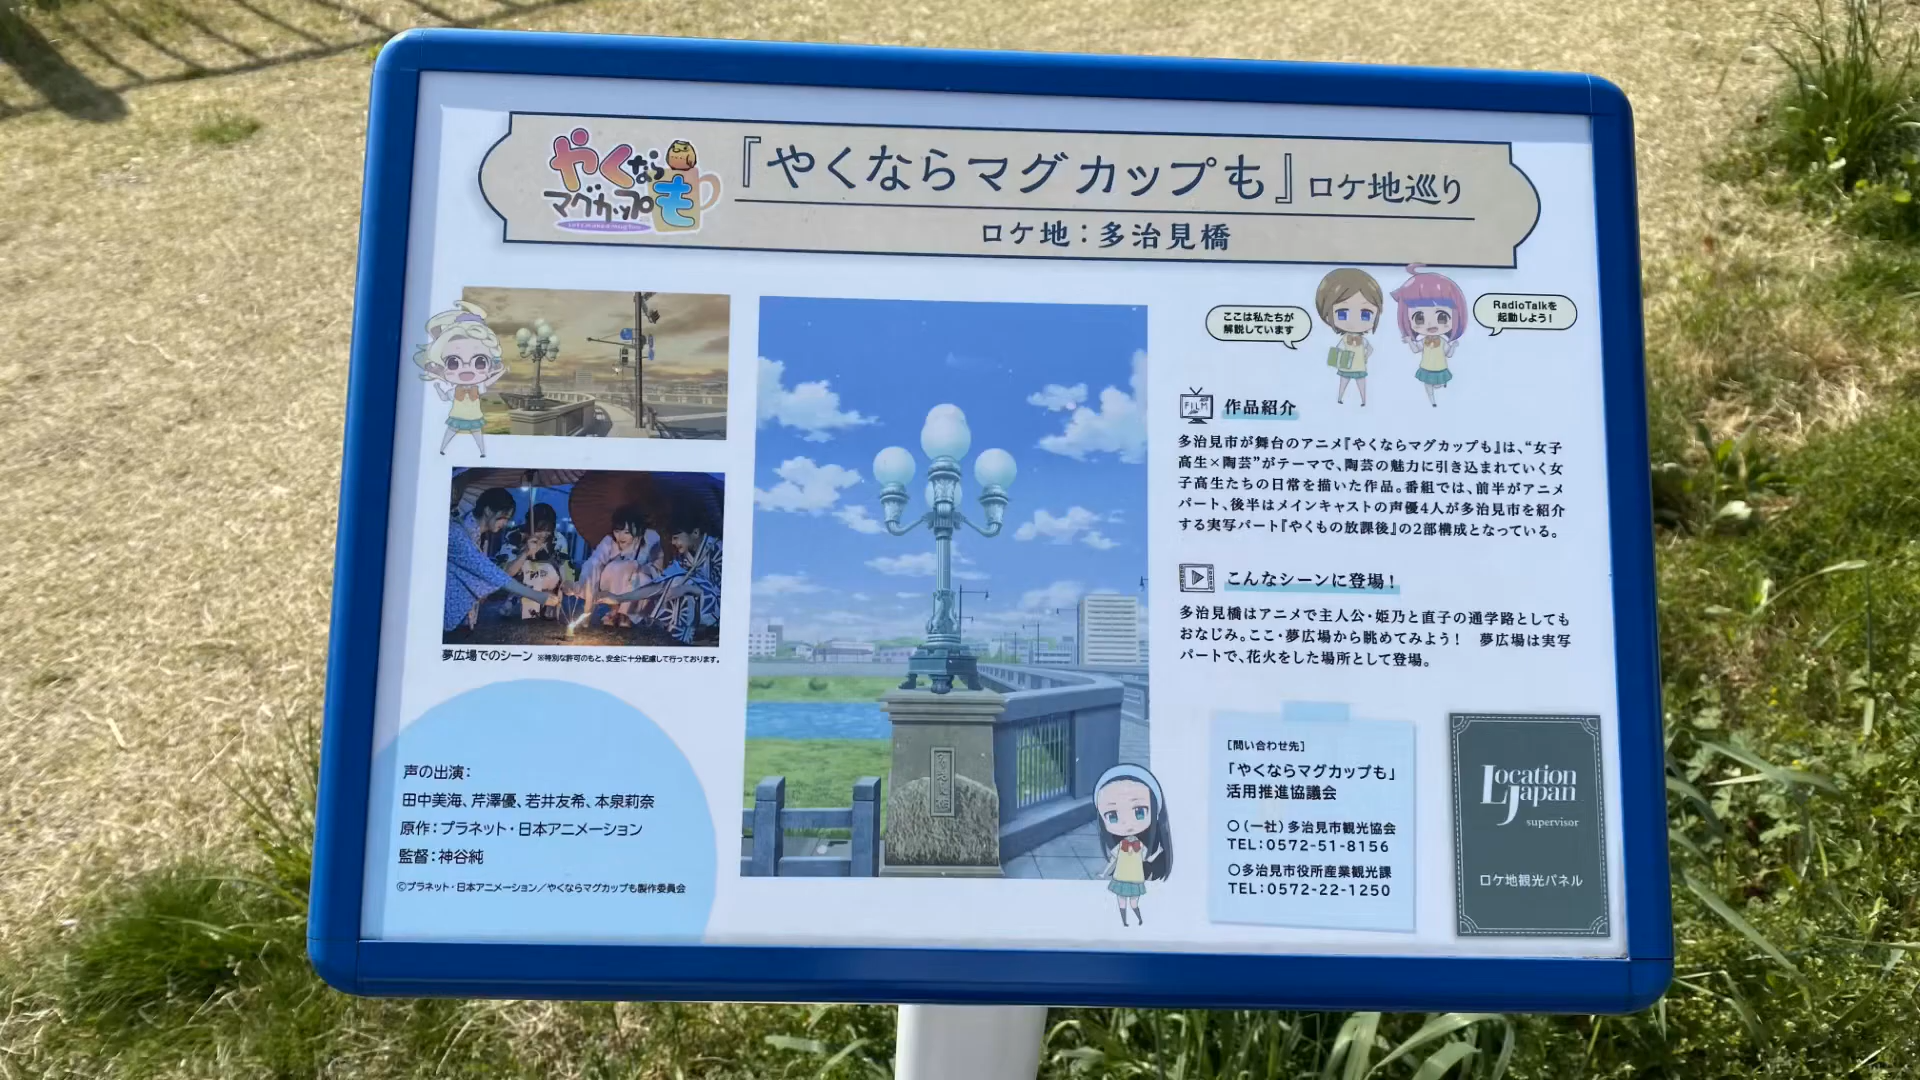 やくなら
マグカップも
『やくならマグカップも』ロケ地巡り
ロケ地：多治見橋
ここは私たちが
解説しています
RadioTalkを
起動しよう！
FILM
作品紹介
多治見市が舞台のアニメ『やくならマグカップも』は、“女子
高生×陶芸”がテーマで、陶芸の魅力に引き込まれていく女
子高生たちの日常を描いた作品。番組では、前半がアニメ
パート、後半はメインキャストの声優4人が多治見市を紹介
する実写パート『やくもの放課後』の2部構成となっている。
こんなシーンに登場！
多治見橋はアニメで主人公・姫乃と直子の通学路としても
おなじみ。ここ・夢広場から眺めてみよう！　夢広場は実写
パートで、花火をした場所として登場。
夢広場でのシーン ※特別な許可のもと、安全に十分配慮して行っております。
声の出演：
田中美海、芹澤優、若井友希、本泉莉奈
原作：プラネット・日本アニメーション
監督：神谷純
©プラネット・日本アニメーション／やくならマグカップも製作委員会
［問い合わせ先］
「やくならマグカップも」
活用推進協議会
○（一社）多治見市観光協会
TEL：0572-51-8156
○多治見市役所産業観光課
TEL：0572-22-1250
Location
Japan
supervisor
ロケ地観光パネル